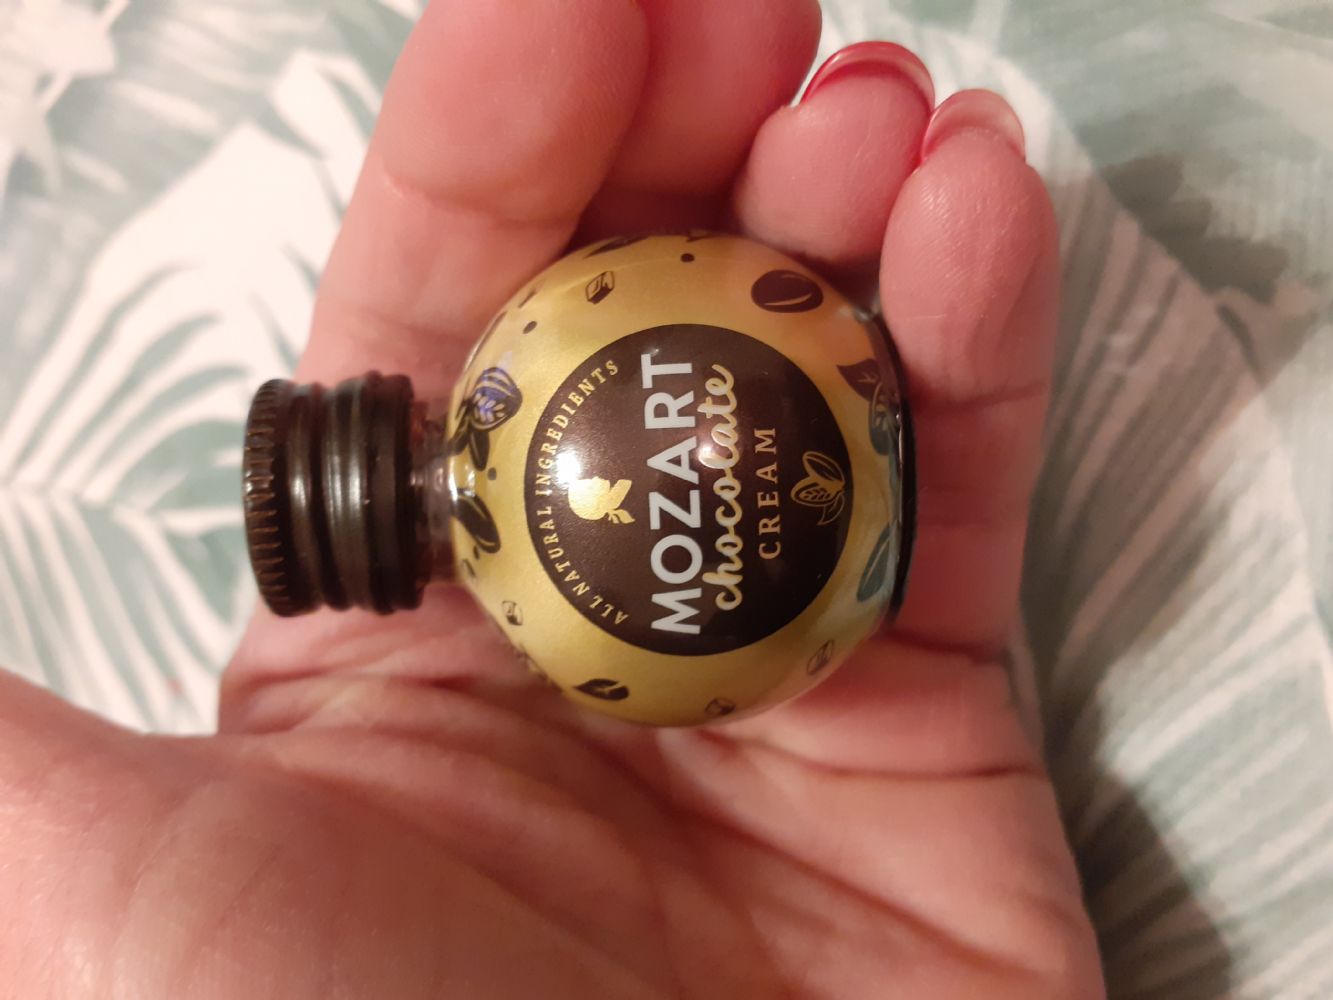 ALL NATURAL INGREDIENTS
MOZART
chocolate
CREAM